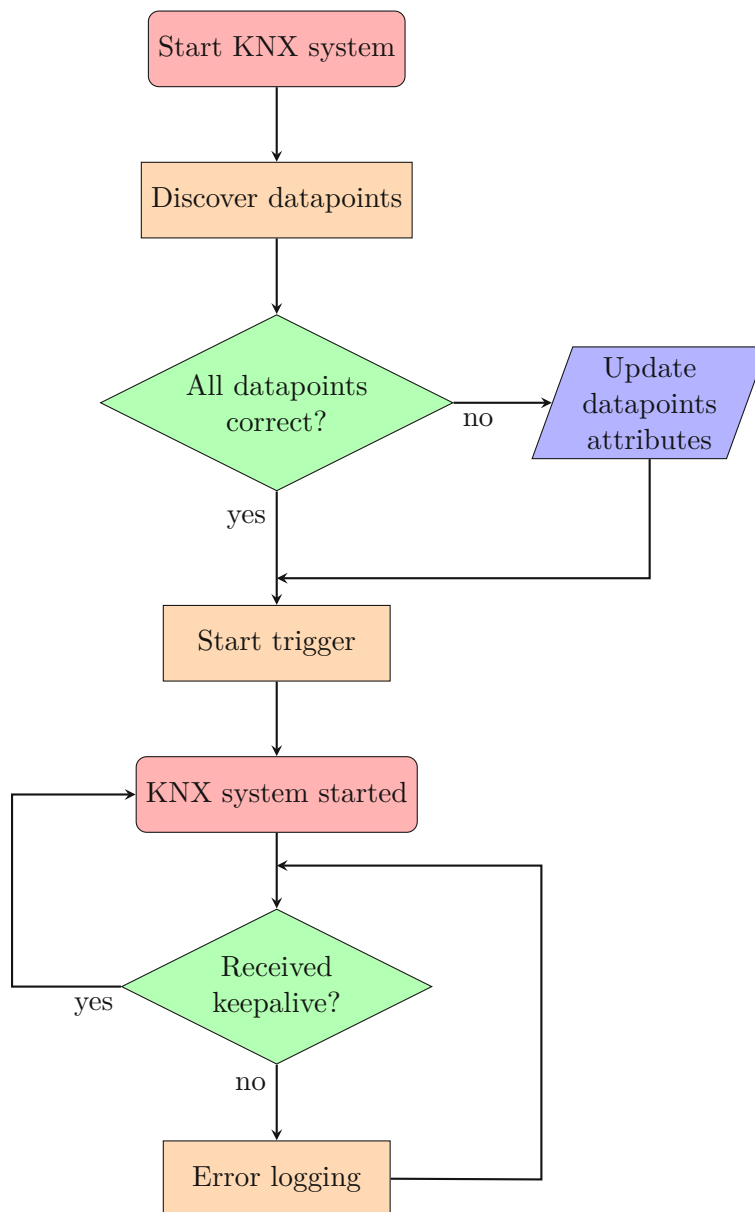 Start KNX system
Discover datapoints
All datapoints
correct?
no
Update
datapoints
attributes
yes
Start trigger
KNX system started
Received
keepalive?
yes
no
Error logging